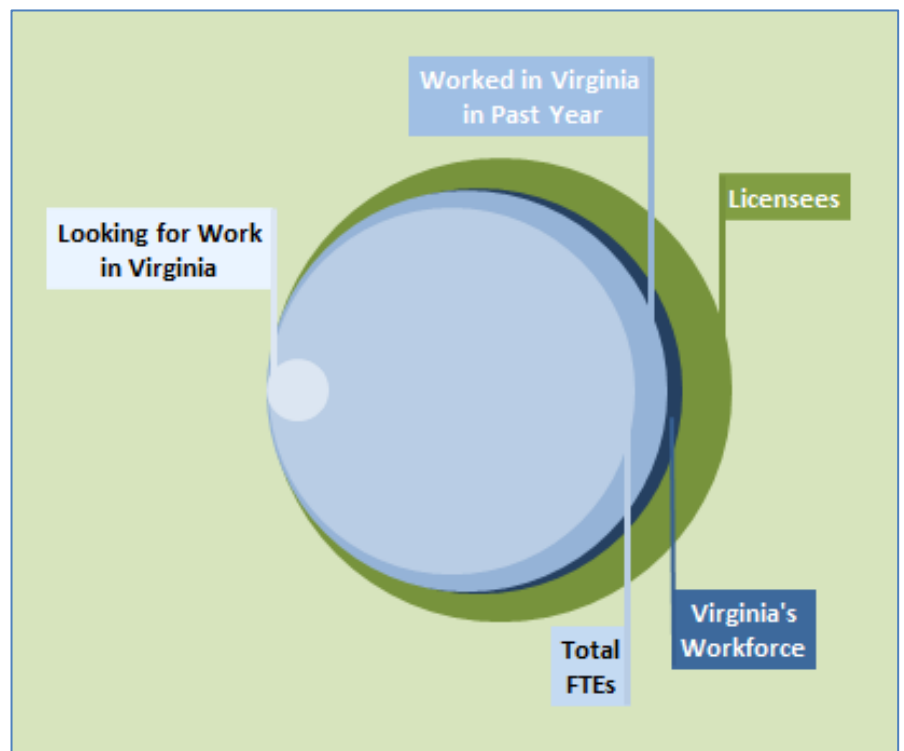 Worked in Virginia
in Past Year
Licensees
Looking for Work
in Virginia
Virginia's
Workforce
Total
FTEs